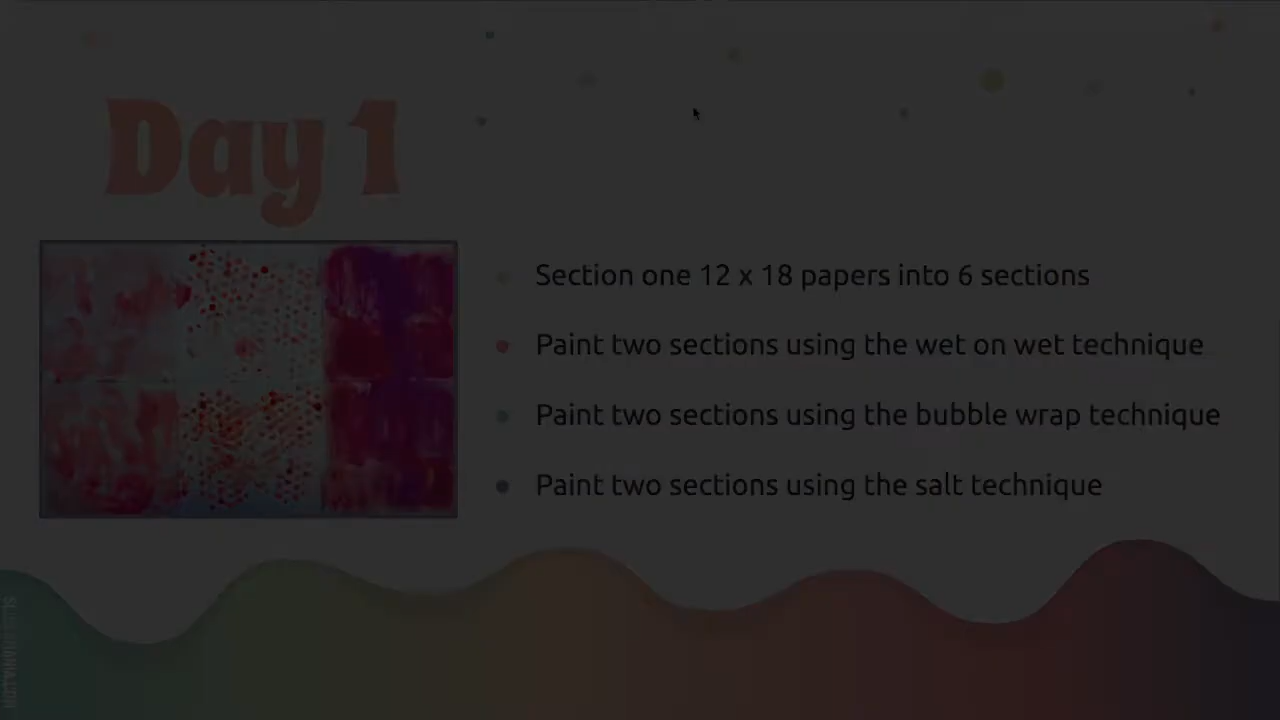 Day 1
Section one 12 x 18 papers into 6 sections
Paint two sections using the wet on wet technique
Paint two sections using the bubble wrap technique
Paint two sections using the salt technique